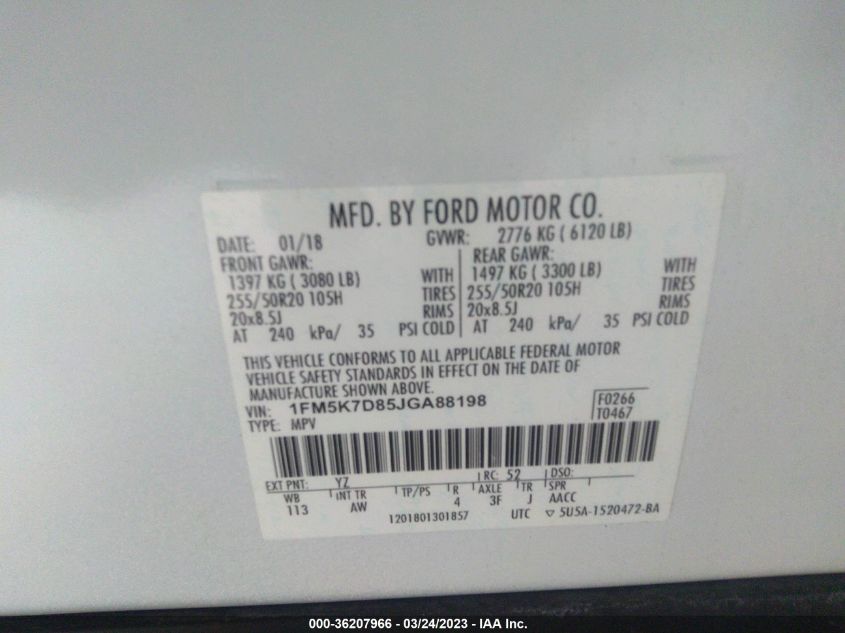 MFD. BY FORD MOTOR CO.
DATE: 01/18 GVWR: 2776 KG ( 6120 LB)
FRONT GAWR: REAR GAWR:
1397 KG ( 3080 LB) WITH 1497 KG ( 3300 LB) WITH
255/50R20 105H TIRES 255/50R20 105H TIRES
20x8.5J RIMS 20x8.5J RIMS
AT 240 kPa/ 35 PSI COLD AT 240 kPa/ 35 PSI COLD
THIS VEHICLE CONFORMS TO ALL APPLICABLE FEDERAL MOTOR
VEHICLE SAFETY STANDARDS IN EFFECT ON THE DATE OF
MANUFACTURE SHOWN ABOVE.
VIN: 1FM5K7D85JGA88198 F0266
TYPE: MPV T0467
EXT PNT: YZ RC: 52 DSO:
WB INT TR TP/PS R AXLE TR SPR
113 AW 4 3F J AACC
1201801301857 UTC ▽ 5U5A-1520472-BA
000-36207966 - 03/24/2023 - IAA Inc.